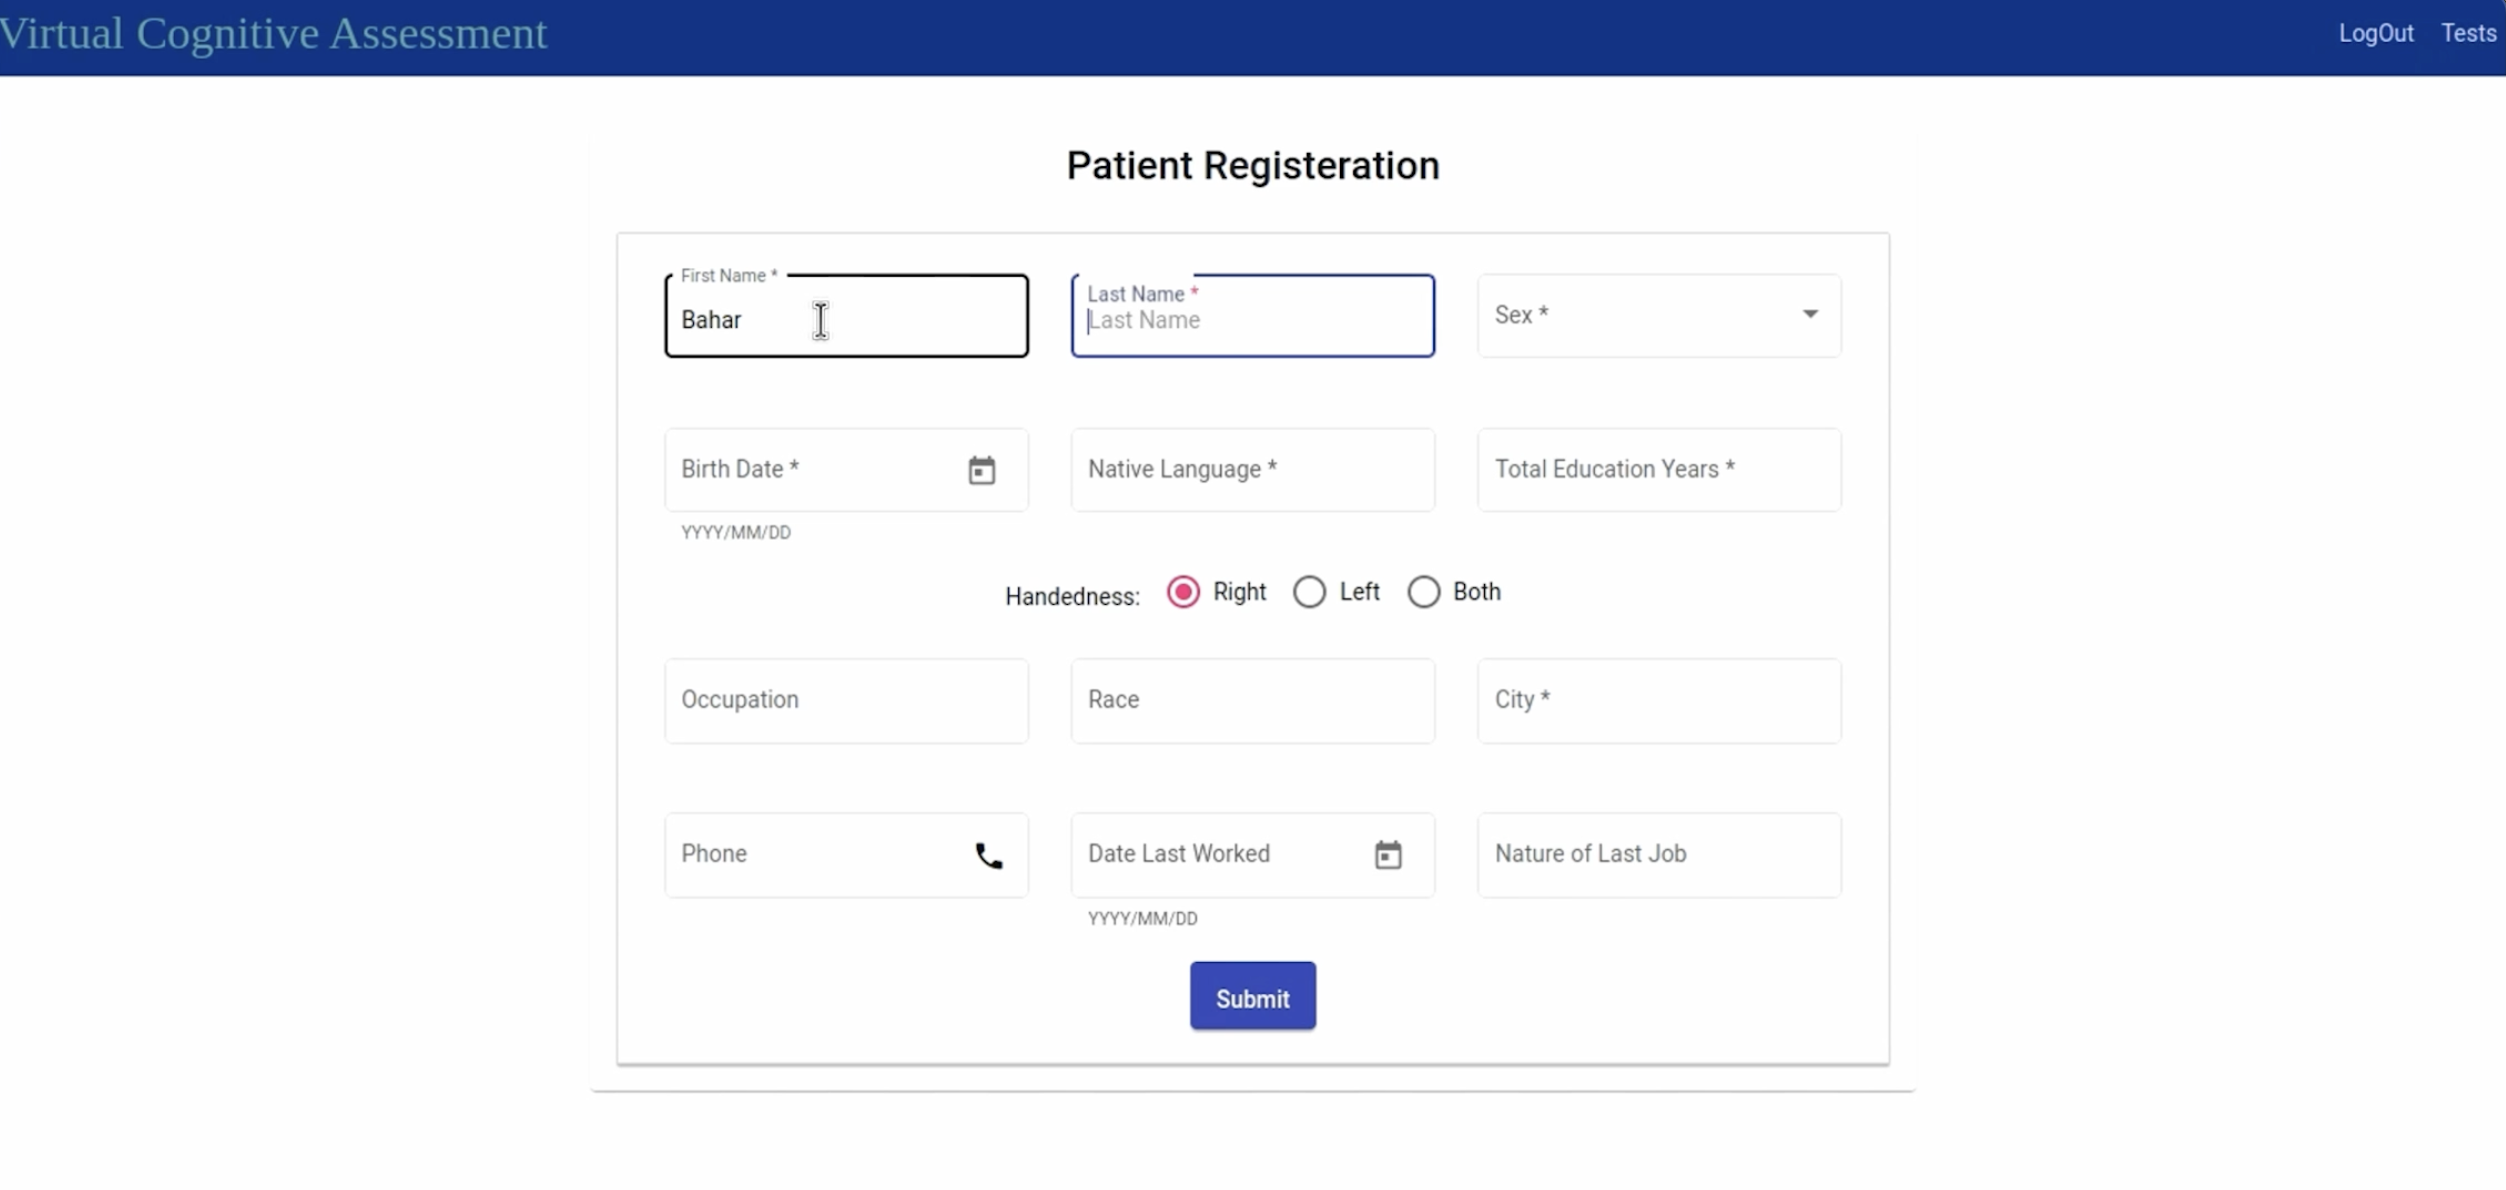 Virtual Cognitive Assessment
LogOut Tests
Patient Registeration
First Name *
Bahar
Last Name *
Last Name
Sex *
Birth Date *
YYYY/MM/DD
Native Language *
Total Education Years *
Handedness: Right Left Both
Occupation
Race
City *
Phone
Date Last Worked
YYYY/MM/DD
Nature of Last Job
Submit